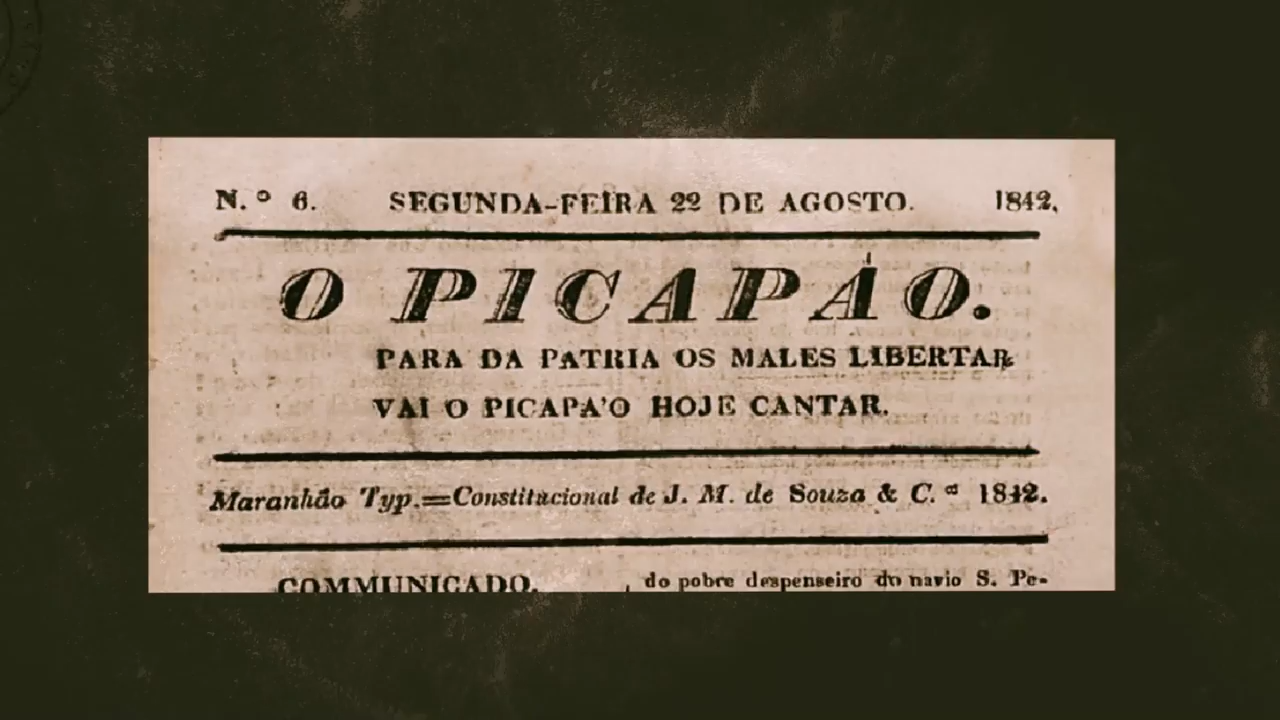 N.º 6. SEGUNDA-FEIRA 22 DE AGOSTO. 1842.
O PICAPÁO.
PARA DA PATRIA OS MALES LIBERTAR
VAI O PICAPA'O HOJE CANTAR.
Maranhão Typ.=Constitucional de J. M. de Souza & C.ª 1842.
COMMUNICADO.
do pobre despenseiro do navio S. Pe-